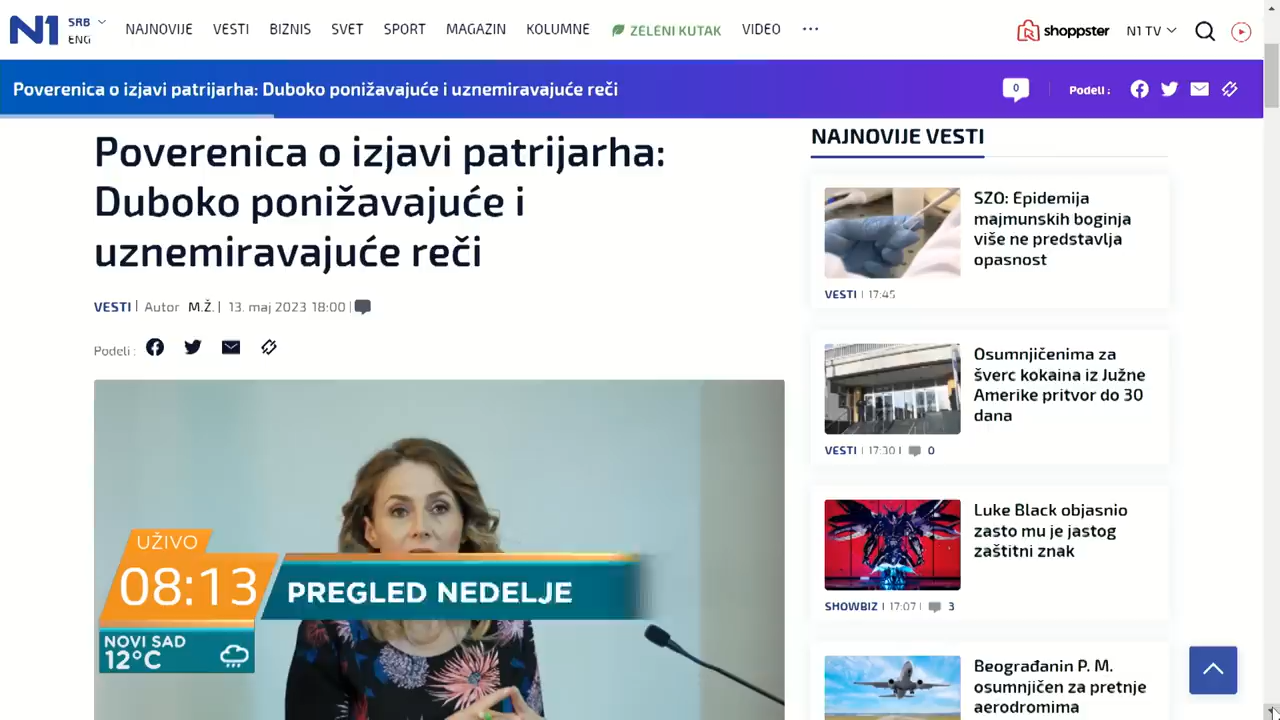 N1
SRB
ENG
NAJNOVIJE VESTI BIZNIS SVET SPORT MAGAZIN KOLUMNE ZELENI KUTAK VIDEO ...
shoppster
N1 TV
Poverenica o izjavi patrijarha: Duboko ponižavajuće i uznemiravajuće reči
0
Podeli :
Poverenica o izjavi patrijarha:
Duboko ponižavajuće i
uznemiravajuće reči
VESTI | Autor M.Ž. | 13. maj 2023 18:00 |
Podeli :
UŽIVO
08:13
PREGLED NEDELJE
NOVI SAD
12°C
NAJNOVIJE VESTI
SZO: Epidemija
majmunskih boginja
više ne predstavlja
opasnost
VESTI | 17:45
Osumnjičenima za
šverc kokaina iz Južne
Amerike pritvor do 30
dana
VESTI | 17:30 | 0
Luke Black objasnio
zasto mu je jastog
zaštitni znak
SHOWBIZ | 17:07 | 3
Beograđanin P. M.
osumnjičen za pretnje
aerodromima